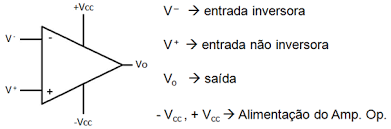 +Vcc
V-
-
V+
+
Vo
-Vcc
V⁻ → entrada inversora
V⁺ → entrada não inversora
Vₒ → saída
- Vcc , + Vcc → Alimentação do Amp. Op.